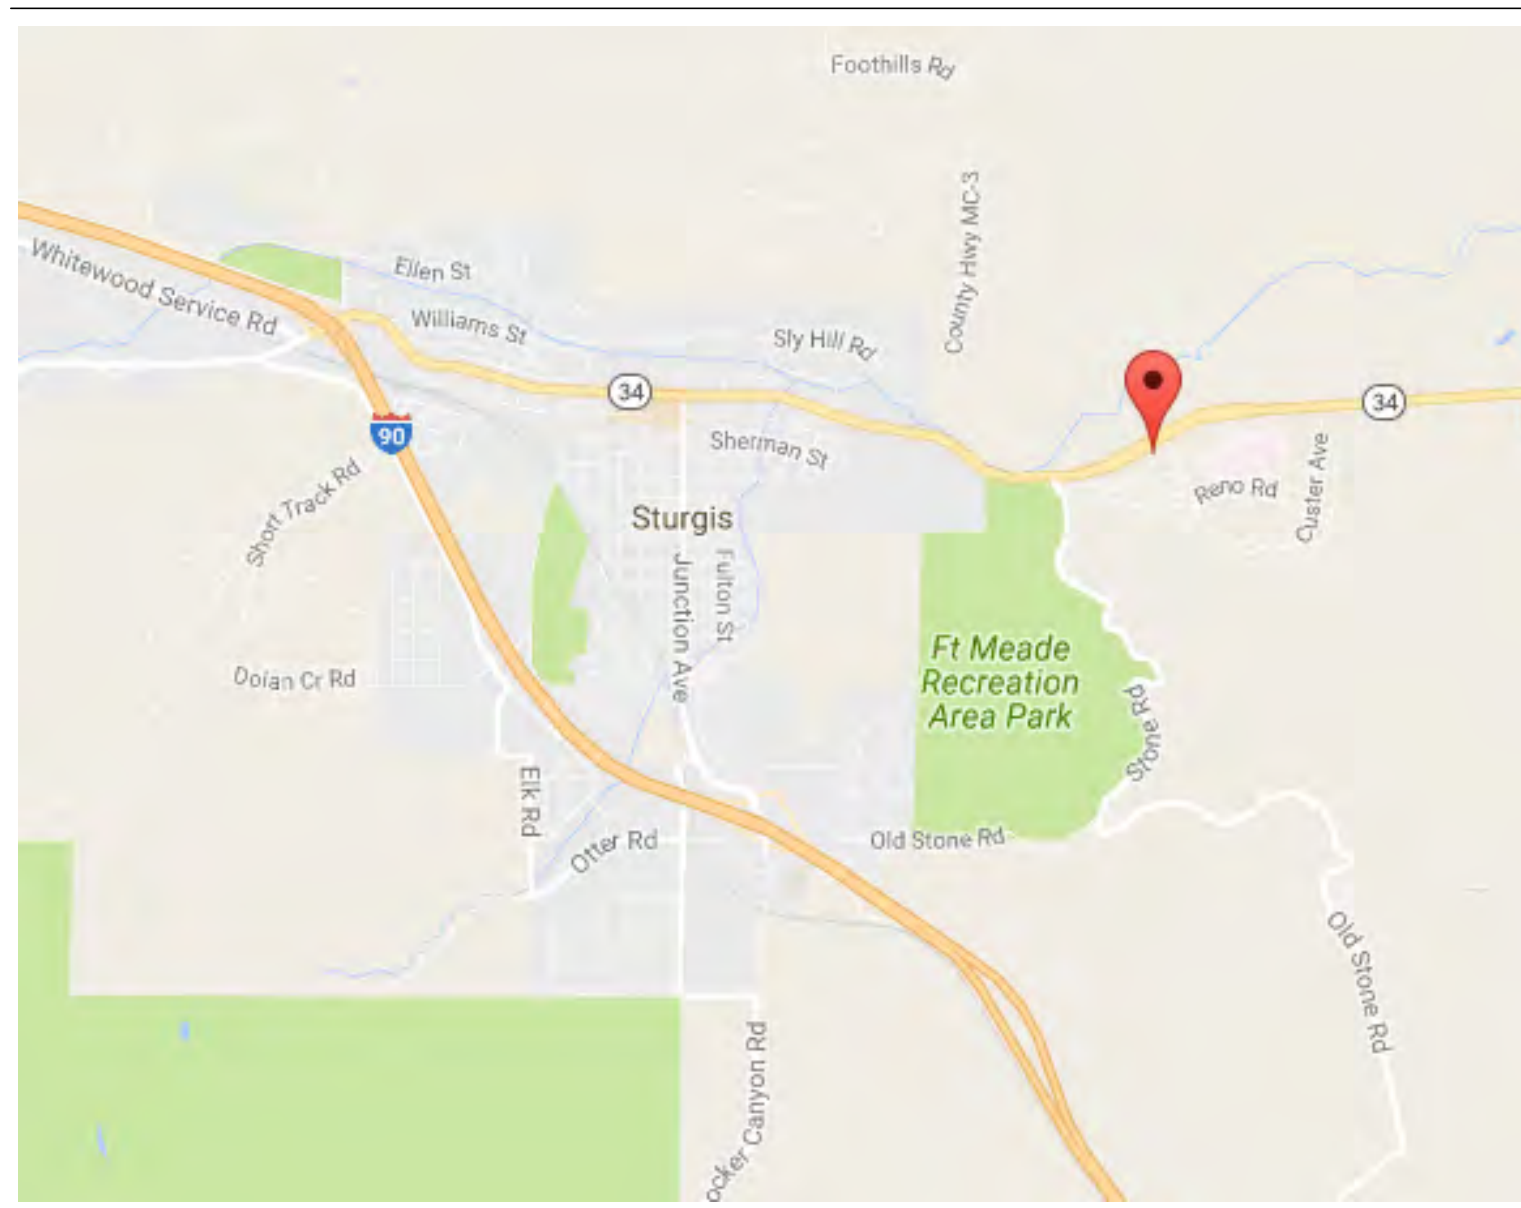 Foothills Rd
County Hwy MC-3
Whitewood Service Rd
Ellen St
Williams St
Sly Hill Rd
34
34
90
Sherman St
Short Track Rd
Sturgis
Reno Rd
Custer Ave
Junction Ave
Fulton St
Dolan Cr Rd
Ft Meade
Recreation
Area Park
Stone Rd
Elk Rd
Otter Rd
Old Stone Rd
Old Stone Rd
ocker Canyon Rd